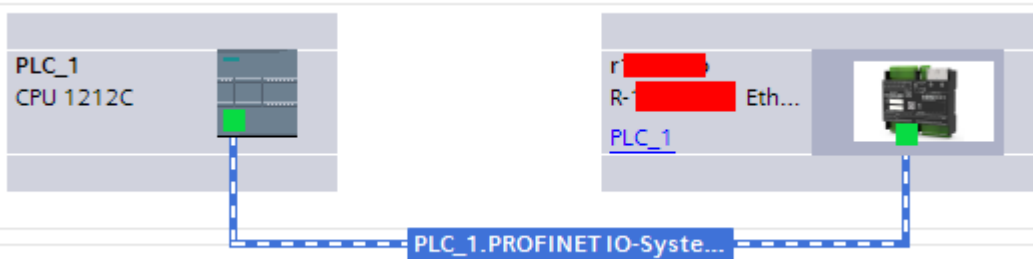 PLC_1
CPU 1212C
r
R- Eth...
PLC_1
PLC_1.PROFINET IO-Syste...